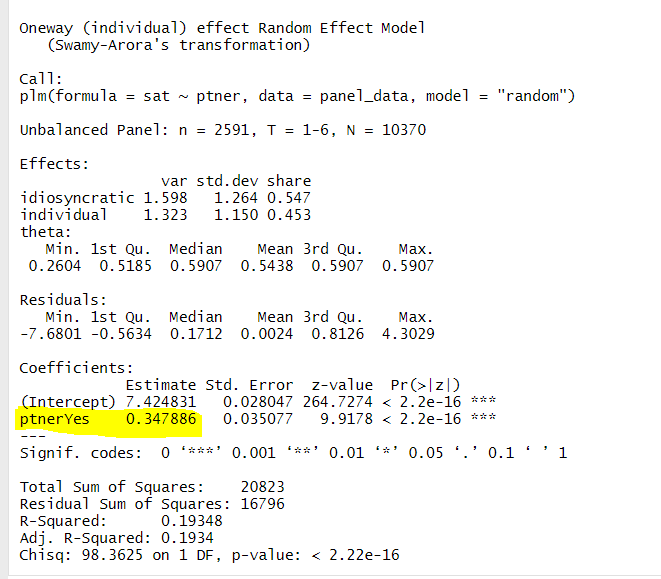 Oneway (individual) effect Random Effect Model
(Swamy-Arora's transformation)
Call:
plm(formula = sat ~ ptner, data = panel_data, model = "random")
Unbalanced Panel: n = 2591, T = 1-6, N = 10370
Effects:
var std.dev share
idiosyncratic 1.598 1.264 0.547
individual 1.323 1.150 0.453
theta:
Min. 1st Qu. Median Mean 3rd Qu. Max.
0.2604 0.5185 0.5907 0.5438 0.5907 0.5907
Residuals:
Min. 1st Qu. Median Mean 3rd Qu. Max.
-7.6801 -0.5634 0.1712 0.0024 0.8126 4.3029
Coefficients:
Estimate Std. Error z-value Pr(>|z|)
(Intercept) 7.424831 0.028047 264.7274 < 2.2e-16 ***
ptnerYes 0.347886 0.035077 9.9178 < 2.2e-16 ***
---
Signif. codes: 0 ‘***’ 0.001 ‘**’ 0.01 ‘*’ 0.05 ‘.’ 0.1 ‘ ’ 1
Total Sum of Squares: 20823
Residual Sum of Squares: 16796
R-Squared: 0.19348
Adj. R-Squared: 0.1934
Chisq: 98.3625 on 1 DF, p-value: < 2.22e-16